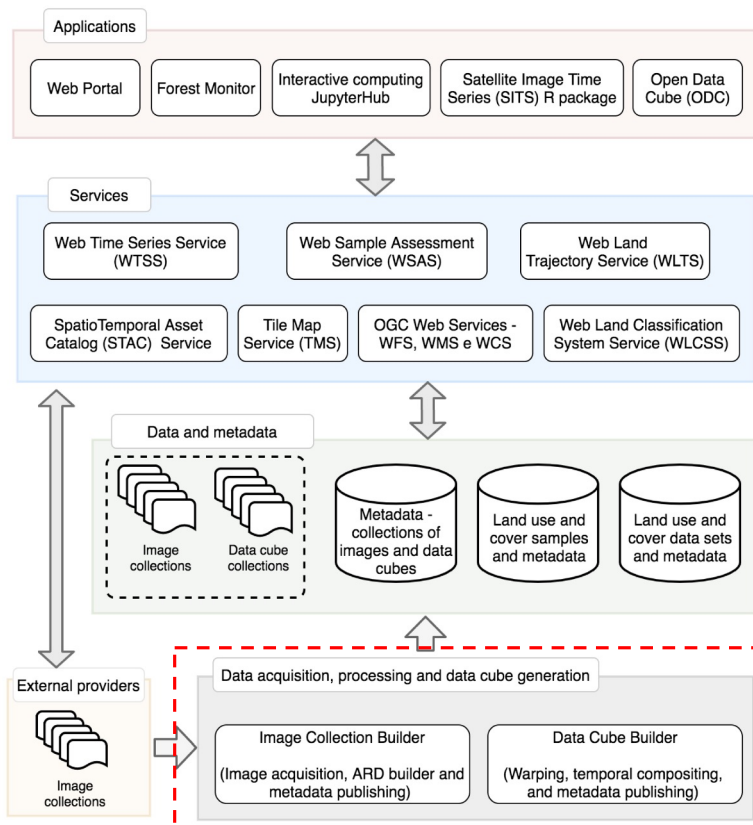 Applications
Web Portal
Forest Monitor
Interactive computing
JupyterHub
Satellite Image Time
Series (SITS) R package
Open Data
Cube (ODC)
Services
Web Time Series Service
(WTSS)
Web Sample Assessment
Service (WSAS)
Web Land
Trajectory Service (WLTS)
SpatioTemporal Asset
Catalog (STAC) Service
Tile Map
Service (TMS)
OGC Web Services -
WFS, WMS e WCS
Web Land Classification
System Service (WLCSS)
Data and metadata
Image
collections
Data cube
collections
Metadata -
collections of
images and data
cubes
Land use and
cover samples
and metadata
Land use and
cover data sets
and metadata
External providers
Image
collections
Data acquisition, processing and data cube generation
Image Collection Builder
(Image acquisition, ARD builder and
metadata publishing)
Data Cube Builder
(Warping, temporal compositing,
and metadata publishing)